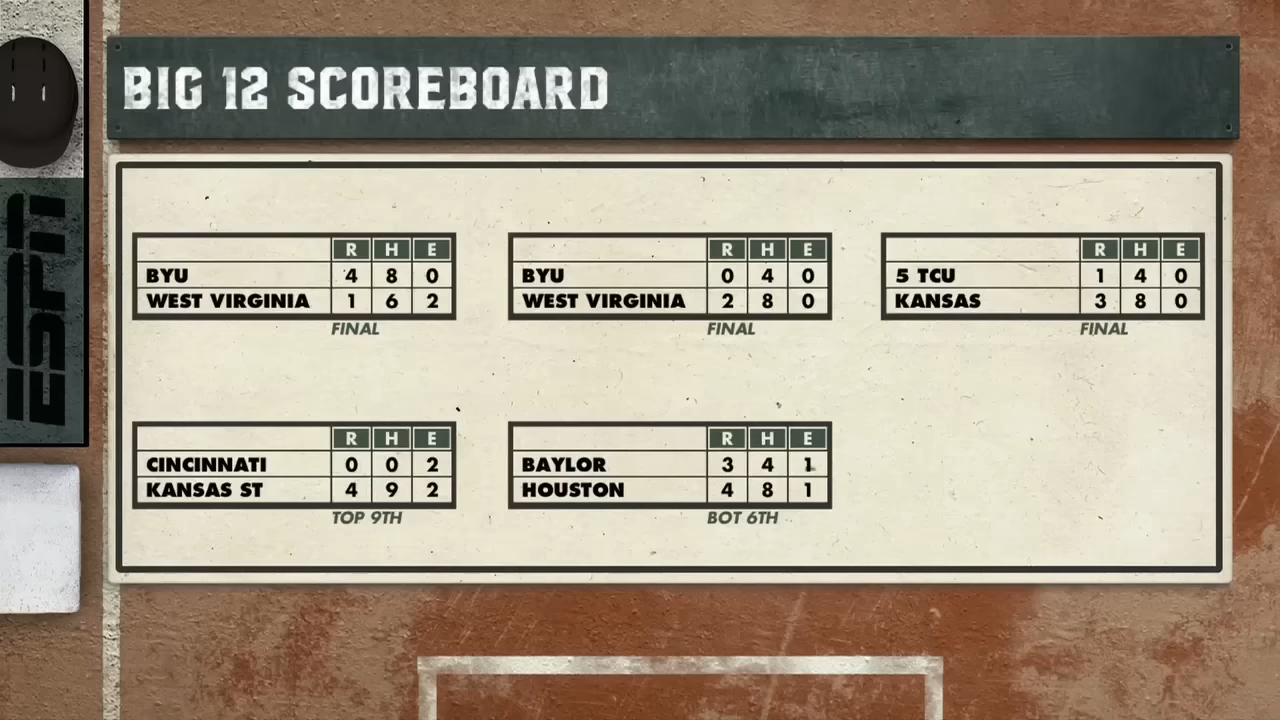 BIG 12 SCOREBOARD
ESPN
R H E
BYU 4 8 0
WEST VIRGINIA 1 6 2
FINAL
R H E
BYU 0 4 0
WEST VIRGINIA 2 8 0
FINAL
R H E
5 TCU 1 4 0
KANSAS 3 8 0
FINAL
R H E
CINCINNATI 0 0 2
KANSAS ST 4 9 2
TOP 9TH
R H E
BAYLOR 3 4 1
HOUSTON 4 8 1
BOT 6TH